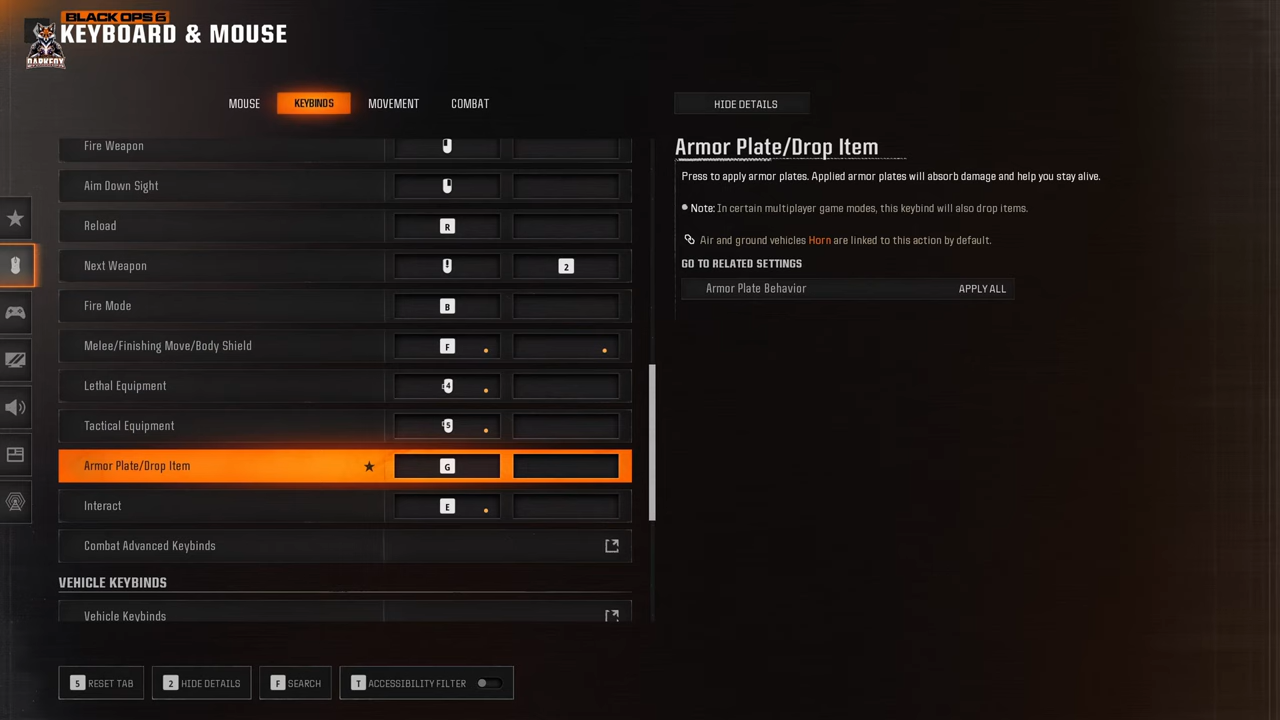 BLACK OPS 6
KEYBOARD & MOUSE
DARKFOX
MOUSE
KEYBINDS
MOVEMENT
COMBAT
HIDE DETAILS
Fire Weapon
Aim Down Sight
Reload R
Next Weapon 2
Fire Mode B
Melee/Finishing Move/Body Shield F
Lethal Equipment 4
Tactical Equipment 5
Armor Plate/Drop Item G
Interact E
Combat Advanced Keybinds
VEHICLE KEYBINDS
Vehicle Keybinds
Armor Plate/Drop Item
Press to apply armor plates. Applied armor plates will absorb damage and help you stay alive.
Note: In certain multiplayer game modes, this keybind will also drop items.
Air and ground vehicles Horn are linked to this action by default.
GO TO RELATED SETTINGS
Armor Plate Behavior APPLY ALL
5 RESET TAB
2 HIDE DETAILS
F SEARCH
T ACCESSIBILITY FILTER